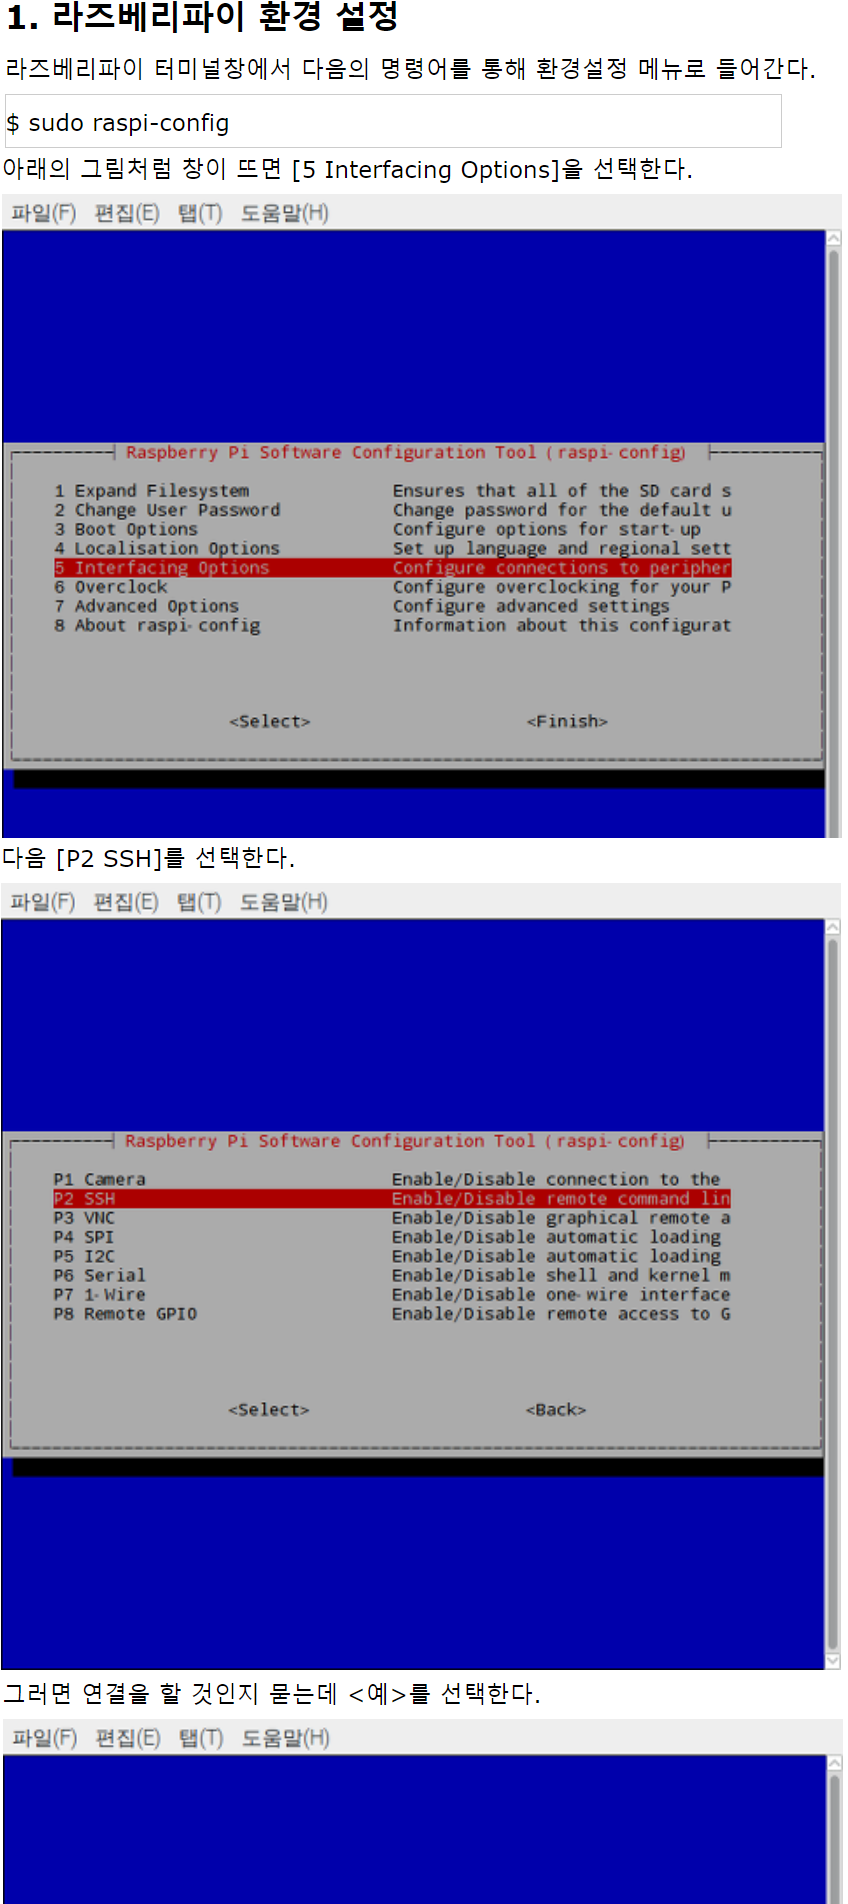 1. 라즈베리파이 환경 설정
라즈베리파이 터미널창에서 다음의 명령어를 통해 환경설정 메뉴로 들어간다.
$ sudo raspi-config
아래의 그림처럼 창이 뜨면 [5 Interfacing Options]을 선택한다.
파일(F) 편집(E) 탭(T) 도움말(H)
Raspberry Pi Software Configuration Tool (raspi-config)
1 Expand Filesystem Ensures that all of the SD card s
2 Change User Password Change password for the default u
3 Boot Options Configure options for start-up
4 Localisation Options Set up language and regional sett
5 Interfacing Options Configure connections to peripher
6 Overclock Configure overclocking for your P
7 Advanced Options Configure advanced settings
8 About raspi-config Information about this configurat
<Select> <Finish>
다음 [P2 SSH]를 선택한다.
파일(F) 편집(E) 탭(T) 도움말(H)
Raspberry Pi Software Configuration Tool (raspi-config)
P1 Camera Enable/Disable connection to the
P2 SSH Enable/Disable remote command lin
P3 VNC Enable/Disable graphical remote a
P4 SPI Enable/Disable automatic loading
P5 I2C Enable/Disable automatic loading
P6 Serial Enable/Disable shell and kernel m
P7 1-Wire Enable/Disable one-wire interface
P8 Remote GPIO Enable/Disable remote access to G
<Select> <Back>
그러면 연결을 할 것인지 묻는데 <예>를 선택한다.
파일(F) 편집(E) 탭(T) 도움말(H)